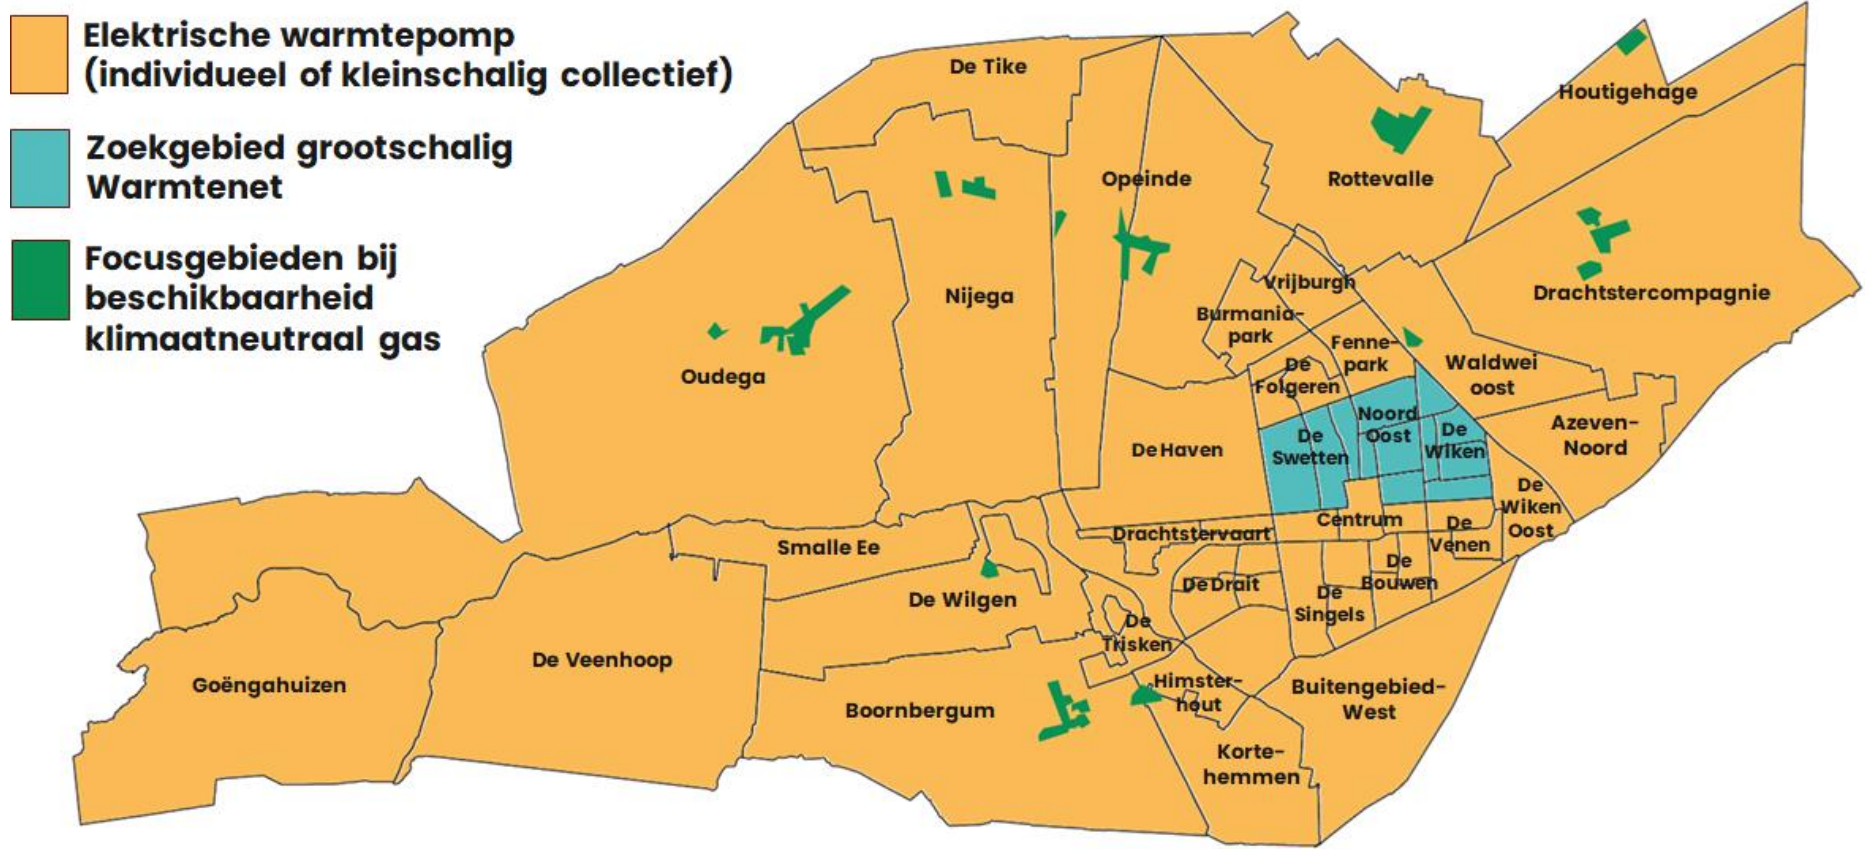 Elektrische warmtepomp
(individueel of kleinschalig collectief)
Zoekgebied grootschalig
Warmtenet
Focusgebieden bij
beschikbaarheid
klimaatneutraal gas
De Tike
Houtigehage
Opeinde
Rottevalle
Nijega
Vrijburgh
Drachtstercompagnie
Burmania-
park
Fenne-
park
Oudega
De
Folgeren
Waldwei
oost
Noord
Oost
De
Swetten
De
Wiken
Azeven-
Noord
De Haven
De
Wiken
Oost
Centrum
Drachtstervaart
De
Venen
Smalle Ee
De
Bouwen
De Drait
De Wilgen
De
Singels
De
Trisken
De Veenhoop
Goëngahuizen
Himster-
hout
Buitengebied-
West
Boornbergum
Korte-
hemmen